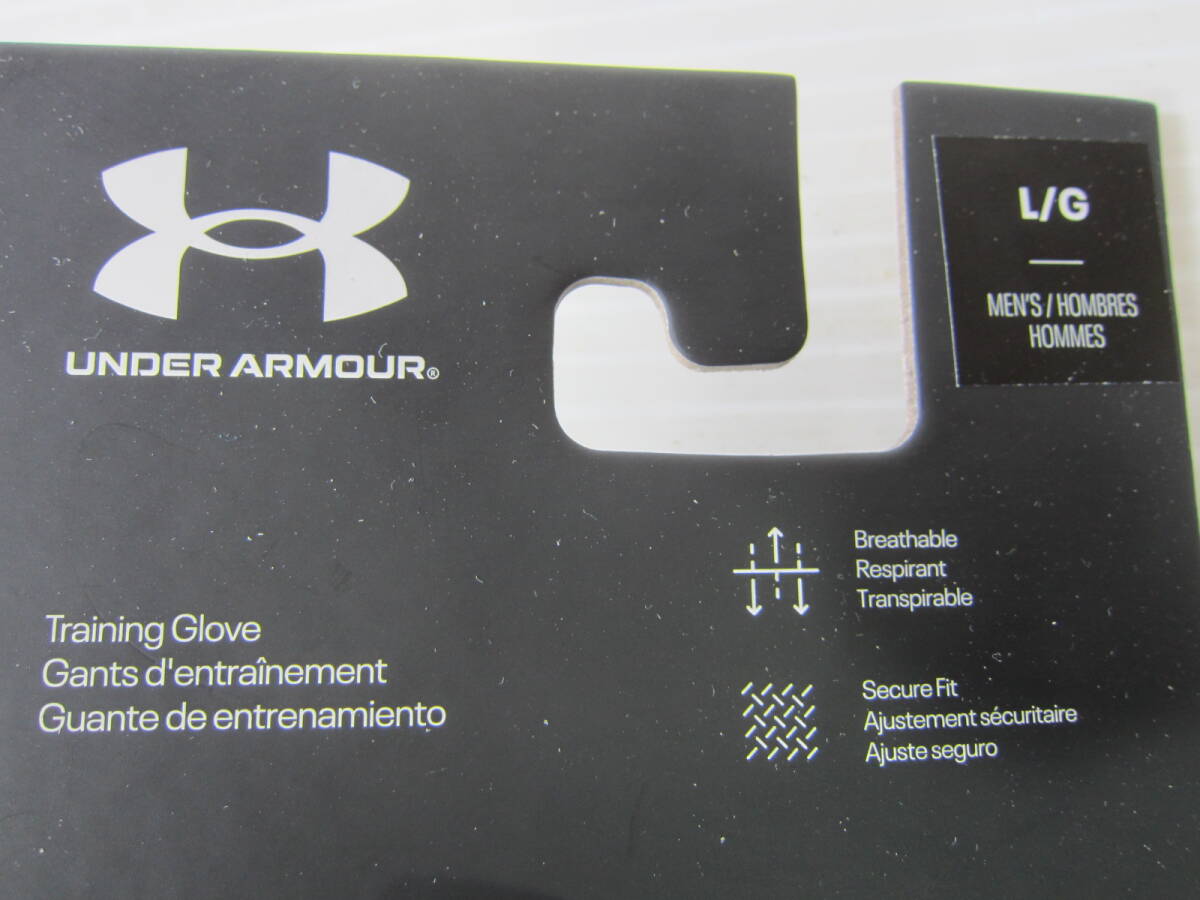 UNDER ARMOUR®
L/G
MEN'S / HOMBRES
HOMMES
Breathable
Respirant
Transpirable
Training Glove
Gants d'entraînement
Guante de entrenamiento
Secure Fit
Ajustement sécuritaire
Ajuste seguro